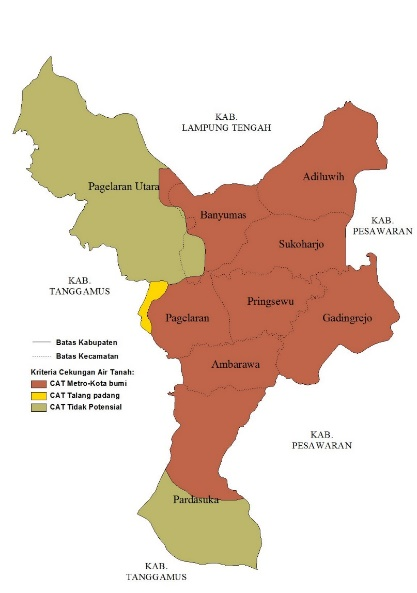 KAB.
LAMPUNG TENGAH
Adiluwih
Pagelaran Utara
Banyumas
KAB.
PESAWARAN
Sukoharjo
KAB.
TANGGAMUS
Pringsewu
Pagelaran
Gadingrejo
Batas Kabupaten
Batas Kecamatan
Ambarawa
Kriteria Cekungan Air Tanah:
CAT Metro-Kota bumi
CAT Talang padang
CAT Tidak Potensial
KAB.
PESAWARAN
Pardasuka
KAB.
TANGGAMUS